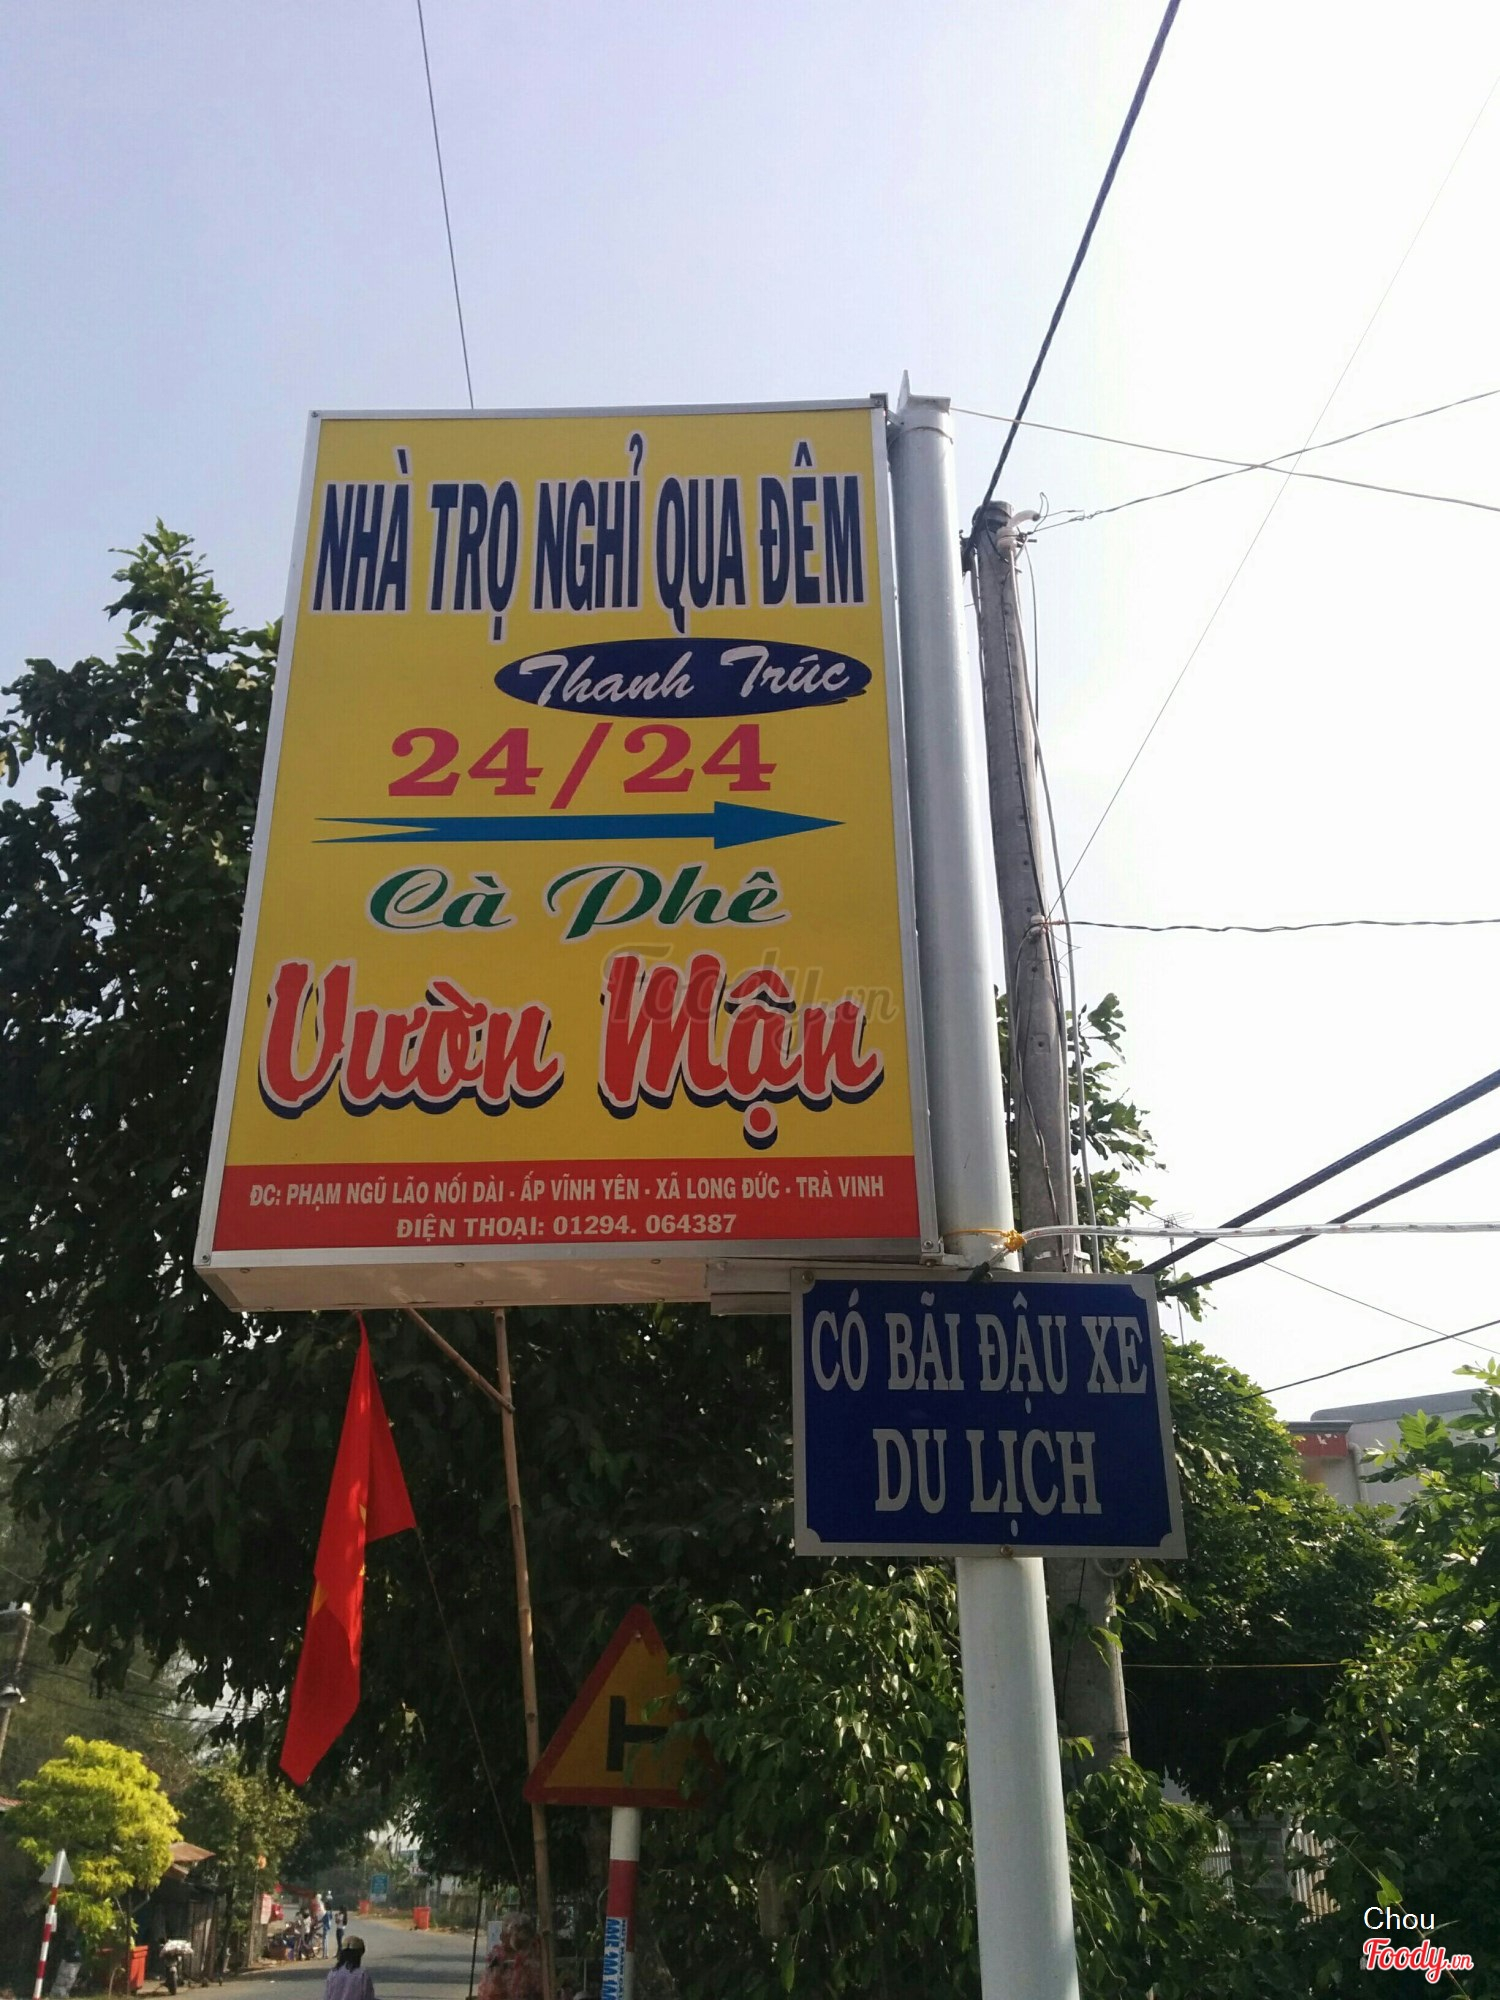 NHÀ TRỌ NGHỈ QUA ĐÊM
Thanh Trúc
24/24
Cà Phê
Vườn Mận
ĐC: PHẠM NGŨ LÃO NỐI DÀI - ẤP VĨNH YÊN - XÃ LONG ĐỨC - TRÀ VINH
ĐIỆN THOẠI: 01294. 064387
CÓ BÃI ĐẬU XE
DU LỊCH
Foody.vn
Chou
Foody.vn